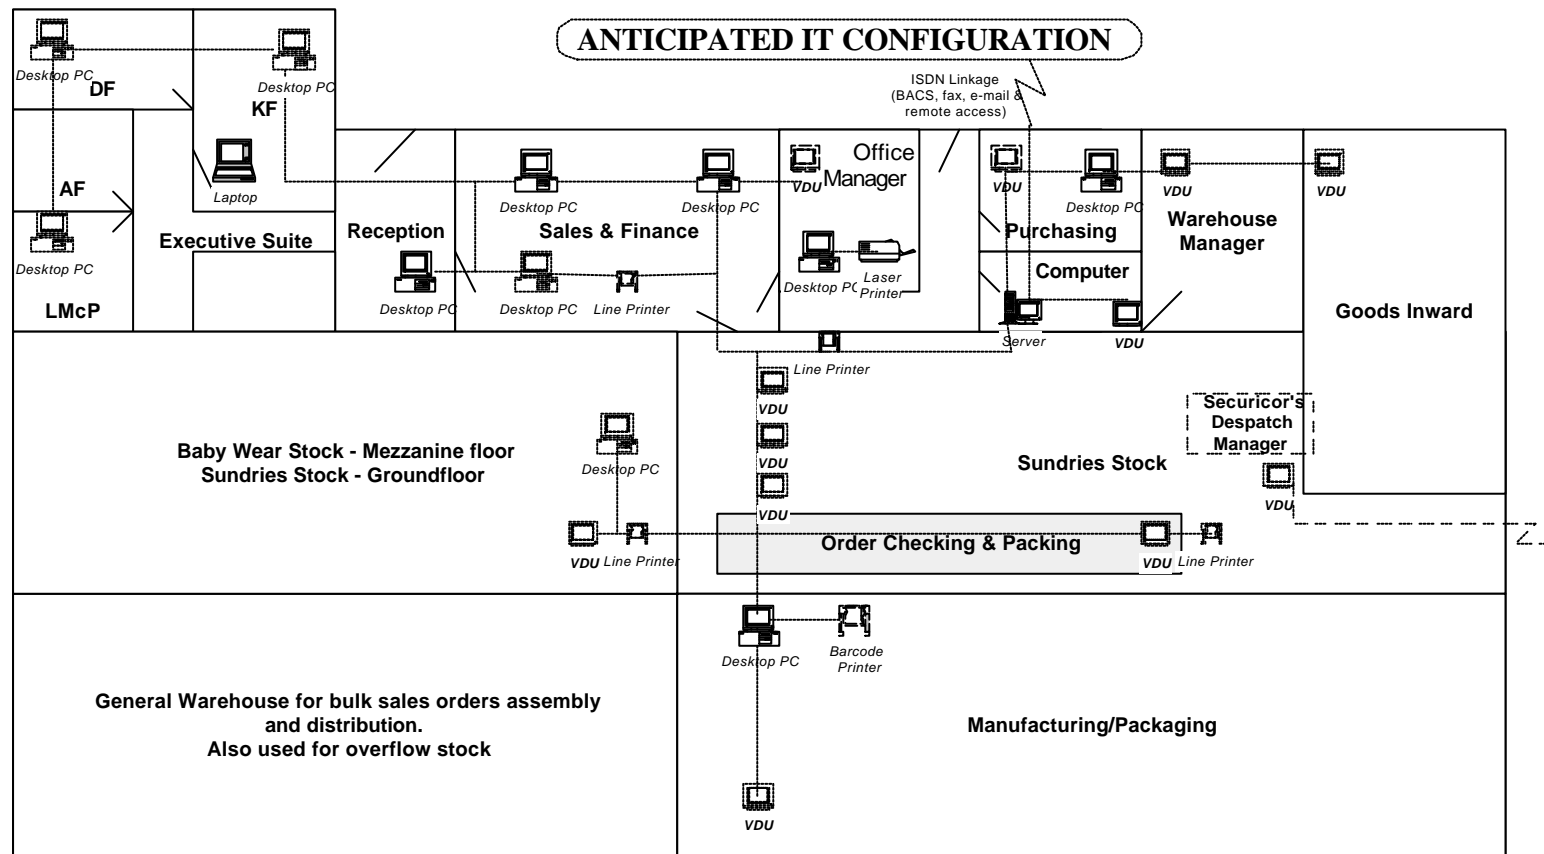 ANTICIPATED IT CONFIGURATION
ISDN Linkage
(BACS, fax, e-mail &
remote access)
Desktop PC
DF
Desktop PC
KF
AF
Laptop
Desktop PC
LMcP
Executive Suite
Reception
Desktop PC
Desktop PC
Desktop PC
Sales & Finance
Desktop PC
Line Printer
VDU
Office
Manager
Desktop PC
Laser
Printer
VDU
Desktop PC
Purchasing
Computer
Server
VDU
VDU
Warehouse
Manager
VDU
Goods Inward
Line Printer
VDU
VDU
VDU
Baby Wear Stock - Mezzanine floor
Sundries Stock - Groundfloor
Desktop PC
VDU
Line Printer
Sundries Stock
Securicor's
Despatch
Manager
VDU
Order Checking & Packing
VDU
Line Printer
Desktop PC
Barcode
Printer
General Warehouse for bulk sales orders assembly
and distribution.
Also used for overflow stock
Manufacturing/Packaging
VDU